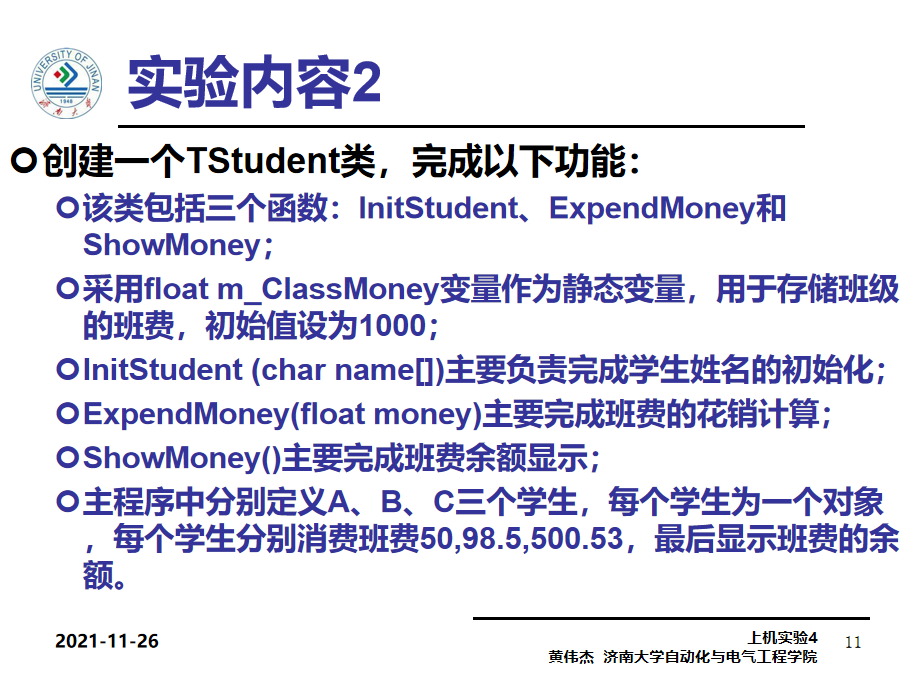 UNIVERSITY OF JINAN
1948
实验内容2
创建一个TStudent类，完成以下功能：
该类包括三个函数：InitStudent、ExpendMoney和
ShowMoney；
采用float m_ClassMoney变量作为静态变量，用于存储班级
的班费，初始值设为1000；
InitStudent (char name[])主要负责完成学生姓名的初始化；
ExpendMoney(float money)主要完成班费的花销计算；
ShowMoney()主要完成班费余额显示；
主程序中分别定义A、B、C三个学生，每个学生为一个对象
，每个学生分别消费班费50,98.5,500.53，最后显示班费的余
额。
2021-11-26
上机实验4
黄伟杰 济南大学自动化与电气工程学院
11